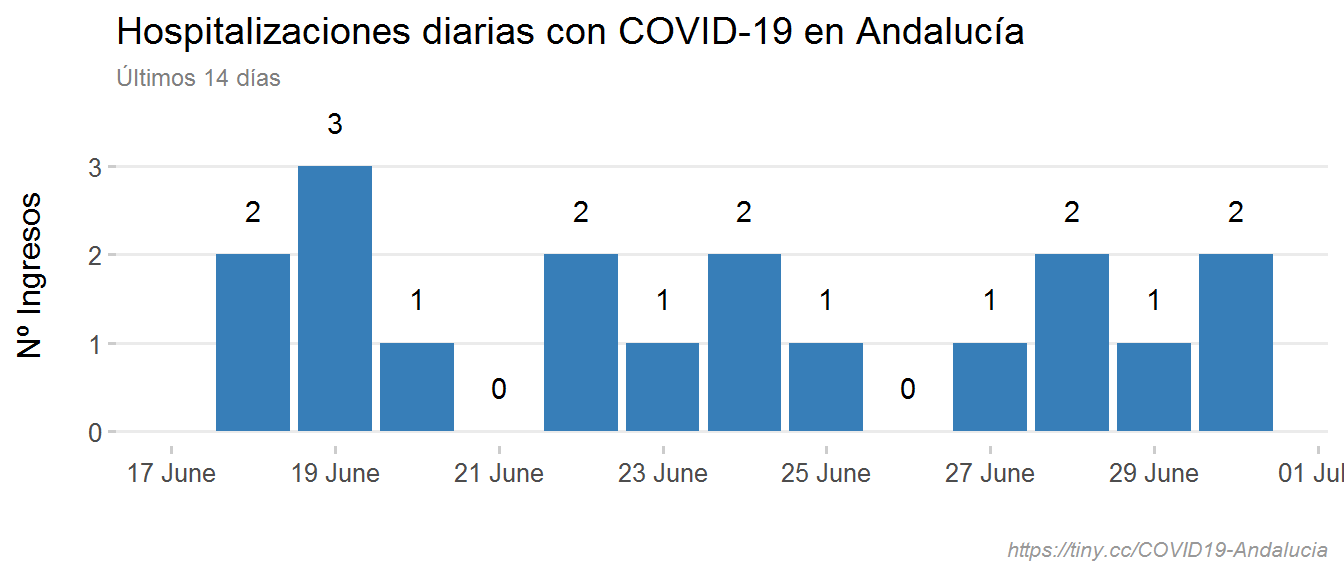 Hospitalizaciones diarias con COVID-19 en Andalucía
Últimos 14 días
Nº Ingresos
3
2
1
0
2
3
1
0
2
1
2
1
0
1
2
1
2
17 June
19 June
21 June
23 June
25 June
27 June
29 June
01 Jul
https://tiny.cc/COVID19-Andalucia